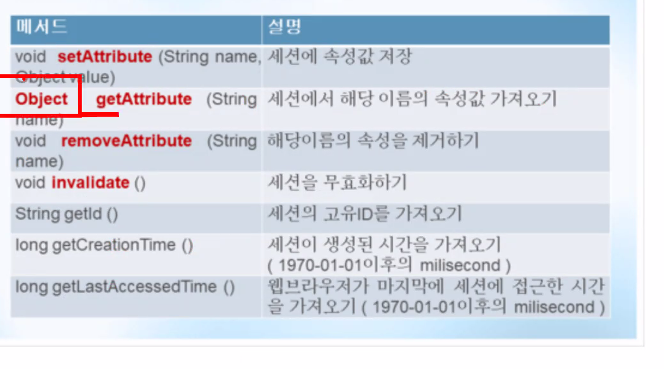 메서드 설명
void setAttribute (String name, 세션에 속성값 저장
Object value)
Object getAttribute (String 세션에서 해당 이름의 속성값 가져오기
name)
void removeAttribute (String 해당이름의 속성을 제거하기
name)
void invalidate () 세션을 무효화하기
String getId () 세션의 고유ID를 가져오기
long getCreationTime () 세션이 생성된 시간을 가져오기
( 1970-01-01이후의 milisecond )
long getLastAccessedTime () 웹브라우저가 마지막에 세션에 접근한 시간
을 가져오기 ( 1970-01-01이후의 milisecond )